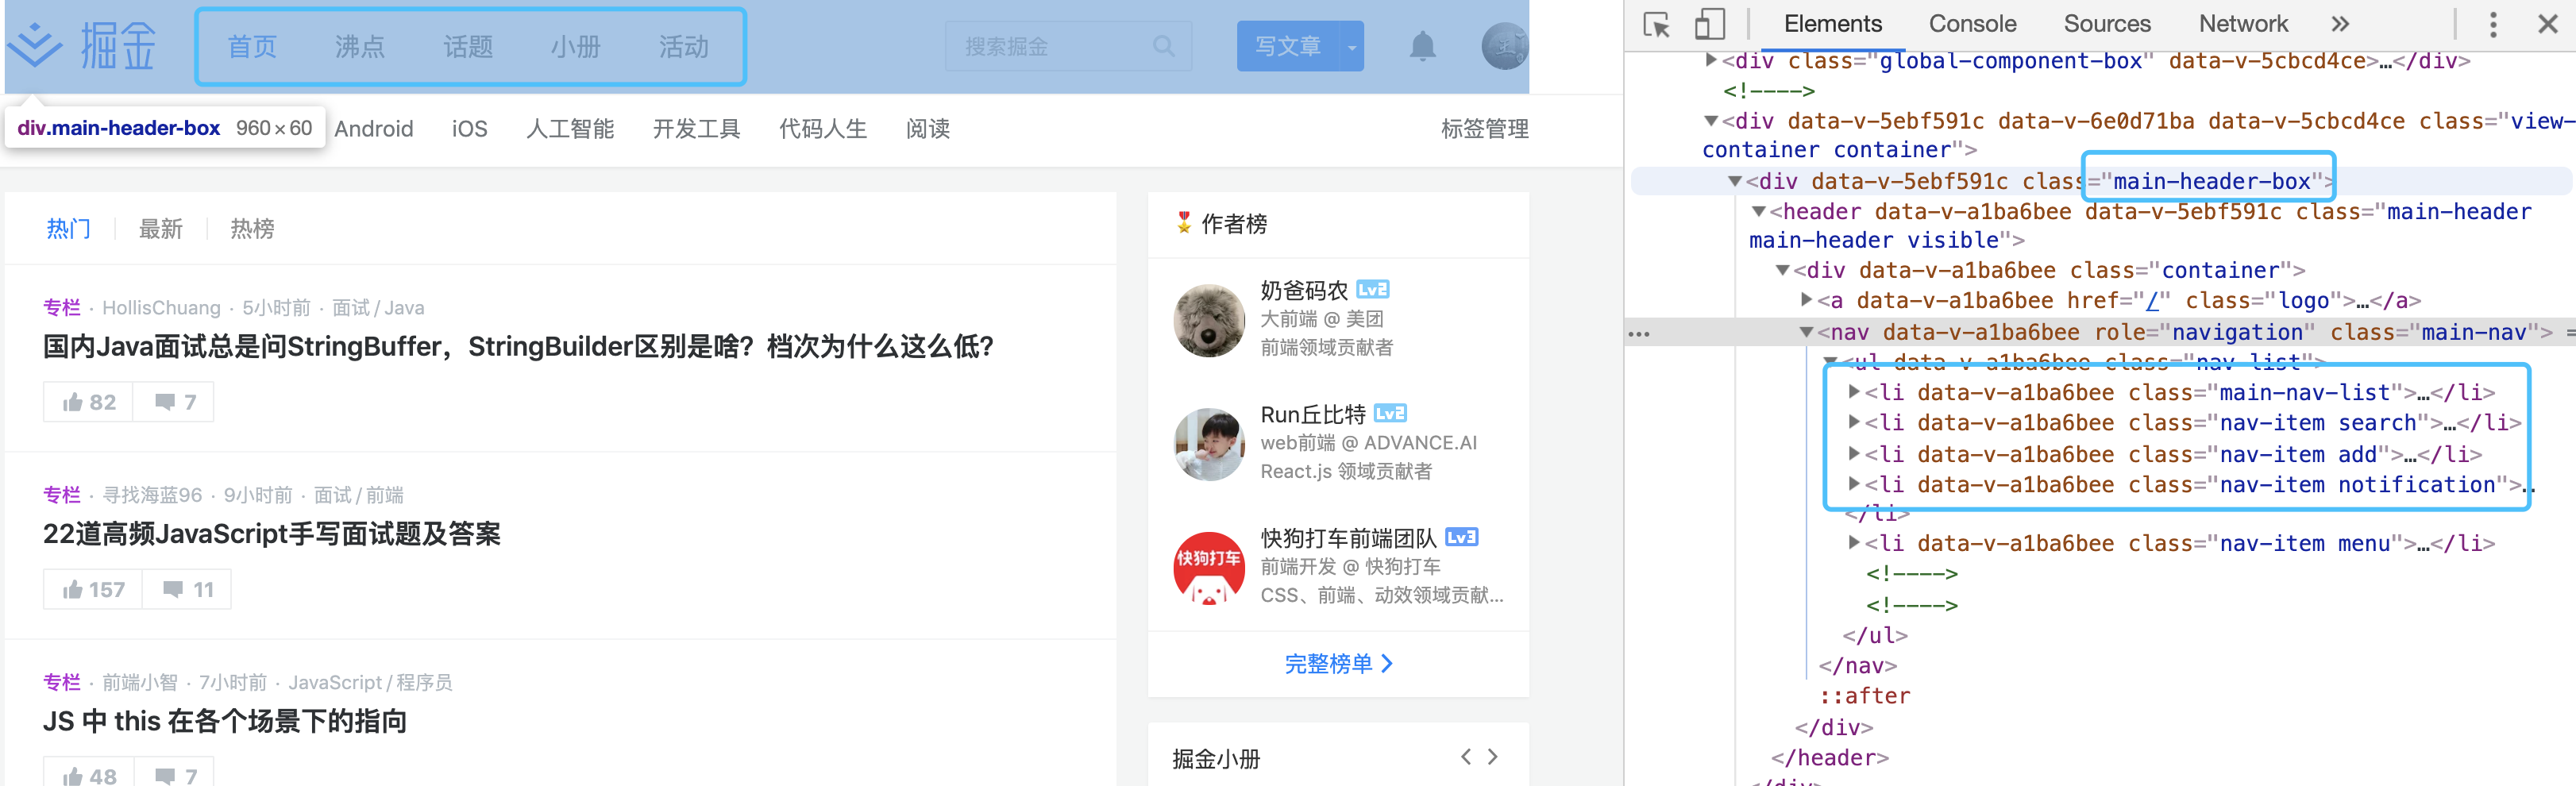 掘金 首页 沸点 话题 小册 活动 搜索掘金 写文章
div.main-header-box 960×60 Android iOS 人工智能 开发工具 代码人生 阅读 标签管理
热门 最新 热榜
专栏 · HollisChuang · 5小时前 · 面试 / Java
国内Java面试总是问StringBuffer，StringBuilder区别是啥？档次为什么这么低？
82 7
专栏 · 寻找海蓝96 · 9小时前 · 面试 / 前端
22道高频JavaScript手写面试题及答案
157 11
专栏 · 前端小智 · 7小时前 · JavaScript / 程序员
JS 中 this 在各个场景下的指向
48 7
作者榜
奶爸码农 Lv2
大前端 @ 美团
前端领域贡献者
Run丘比特 Lv2
web前端 @ ADVANCE.AI
React.js 领域贡献者
快狗打车
快狗打车前端团队 Lv3
前端开发 @ 快狗打车
CSS、前端、动效领域贡献...
完整榜单
掘金小册
Elements Console Sources Network
<div class="global-component-box" data-v-5cbcd4ce>…</div>
<!---->
<div data-v-5ebf591c data-v-6e0d71ba data-v-5cbcd4ce class="view-
container container">
<div data-v-5ebf591c class="main-header-box">
<header data-v-a1ba6bee data-v-5ebf591c class="main-header
main-header visible">
<div data-v-a1ba6bee class="container">
<a data-v-a1ba6bee href="/" class="logo">…</a>
<nav data-v-a1ba6bee role="navigation" class="main-nav"> =
<ul data-v-a1ba6bee class="nav-list">
<li data-v-a1ba6bee class="main-nav-list">…</li>
<li data-v-a1ba6bee class="nav-item search">…</li>
<li data-v-a1ba6bee class="nav-item add">…</li>
<li data-v-a1ba6bee class="nav-item notification">…
</li>
<li data-v-a1ba6bee class="nav-item menu">…</li>
<!---->
<!---->
</ul>
</nav>
::after
</div>
</header>
</div>